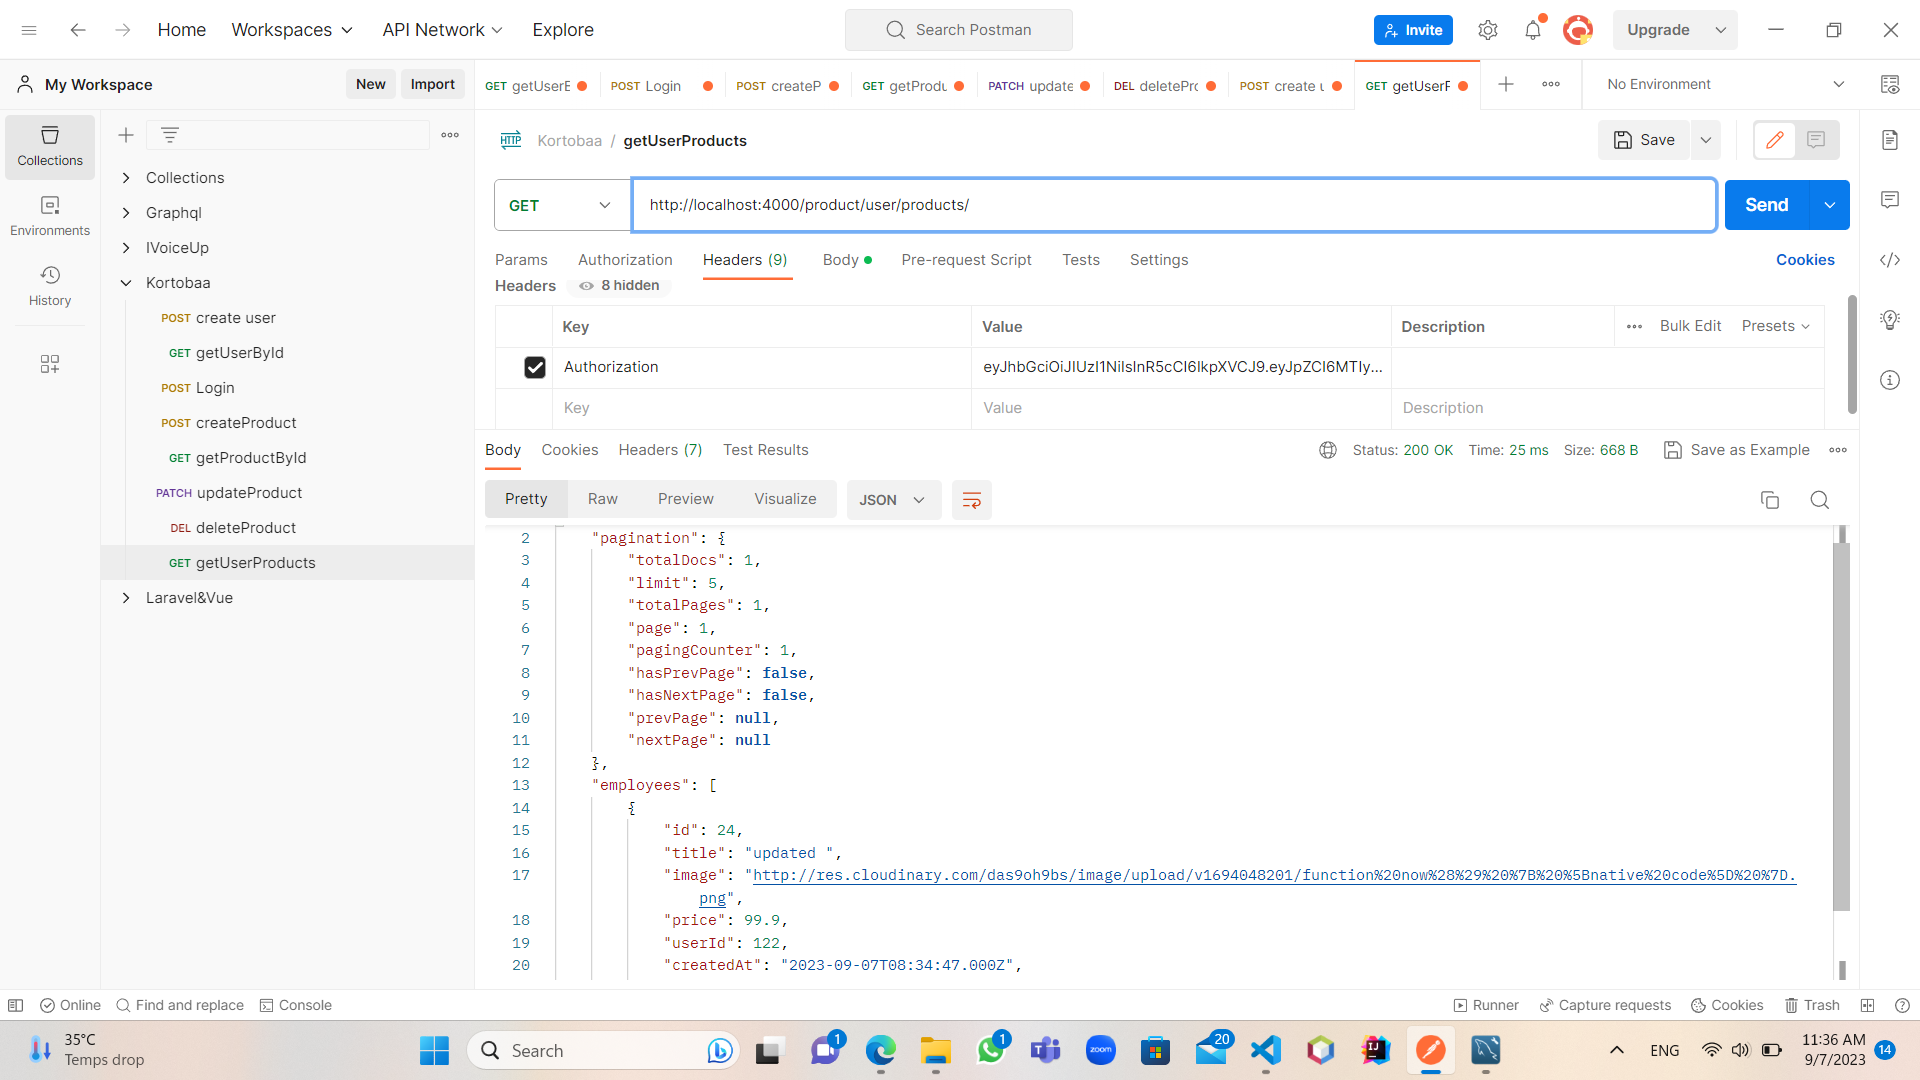 Home
Workspaces
API Network
Explore
Search Postman
Invite
Upgrade
My Workspace
New
Import
GET getUserE
POST Login
POST createP
GET getProdu
PATCH update
DEL deletePro
POST create u
GET getUserF
No Environment
Collections
Environments
History
Collections
Graphql
IVoiceUp
Kortobaa
POST create user
GET getUserById
POST Login
POST createProduct
GET getProductById
PATCH updateProduct
DEL deleteProduct
GET getUserProducts
Laravel&Vue
HTTP Kortobaa / getUserProducts
Save
GET
http://localhost:4000/product/user/products/
Send
Params
Authorization
Headers (9)
Body
Pre-request Script
Tests
Settings
Cookies
Headers
8 hidden
Key
Value
Description
Bulk Edit
Presets
Authorization
eyJhbGciOiJIUzI1NiIsInR5cCI6IkpXVCJ9.eyJpZCI6MTIy...
Key
Value
Description
Body
Cookies
Headers (7)
Test Results
Status: 200 OK
Time: 25 ms
Size: 668 B
Save as Example
Pretty
Raw
Preview
Visualize
JSON
2 "pagination": {
3 "totalDocs": 1,
4 "limit": 5,
5 "totalPages": 1,
6 "page": 1,
7 "pagingCounter": 1,
8 "hasPrevPage": false,
9 "hasNextPage": false,
10 "prevPage": null,
11 "nextPage": null
12 },
13 "employees": [
14 {
15 "id": 24,
16 "title": "updated ",
17 "image": "http://res.cloudinary.com/das9oh9bs/image/upload/v1694048201/function%20now%28%29%20%7B%20%5Bnative%20code%5D%20%7D.
png",
18 "price": 99.9,
19 "userId": 122,
20 "createdAt": "2023-09-07T08:34:47.000Z",
Online
Find and replace
Console
Runner
Capture requests
Cookies
Trash
35°C
Temps drop
Search
1
1
zoom
20
ENG
11:36 AM
9/7/2023
14